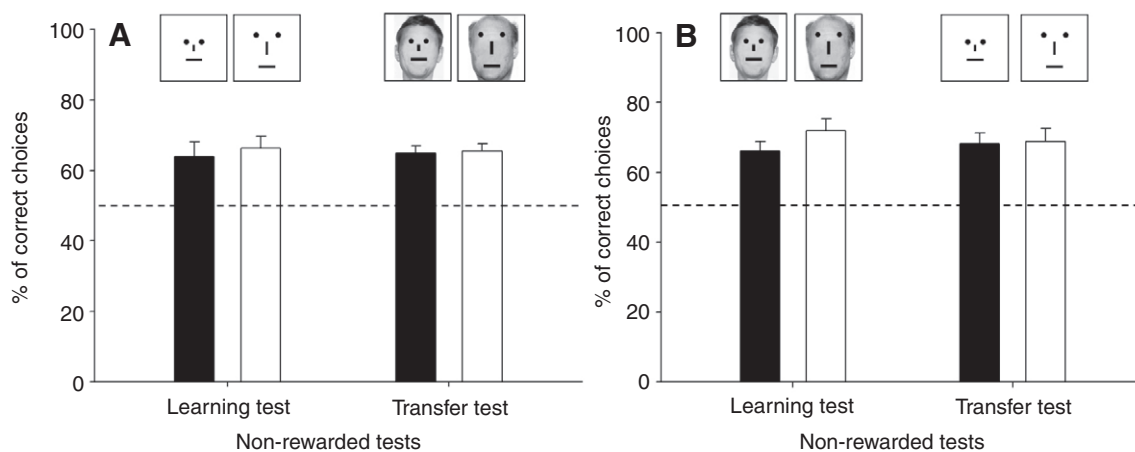 A
% of correct choices
100
80
60
40
20
0
Learning test
Transfer test
Non-rewarded tests
B
% of correct choices
100
80
60
40
20
0
Learning test
Transfer test
Non-rewarded tests